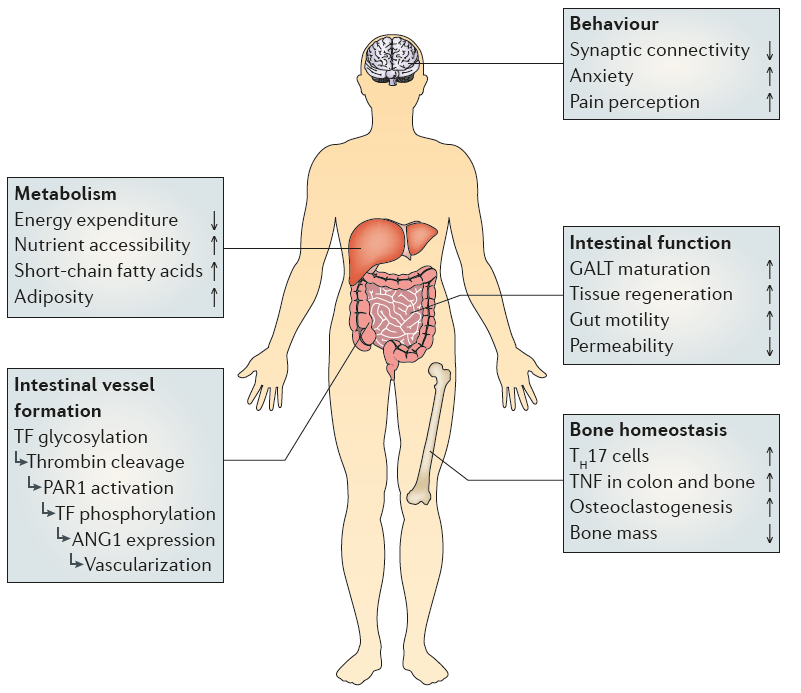 Behaviour
Synaptic connectivity ↓
Anxiety ↑
Pain perception ↑
Metabolism
Energy expenditure ↓
Nutrient accessibility ↑
Short-chain fatty acids ↑
Adiposity ↑
Intestinal function
GALT maturation ↑
Tissue regeneration ↑
Gut motility ↑
Permeability ↓
Intestinal vessel
formation
TF glycosylation
↳Thrombin cleavage
↳PAR1 activation
↳TF phosphorylation
↳ANG1 expression
↳Vascularization
Bone homeostasis
TH17 cells ↑
TNF in colon and bone ↑
Osteoclastogenesis ↑
Bone mass ↓